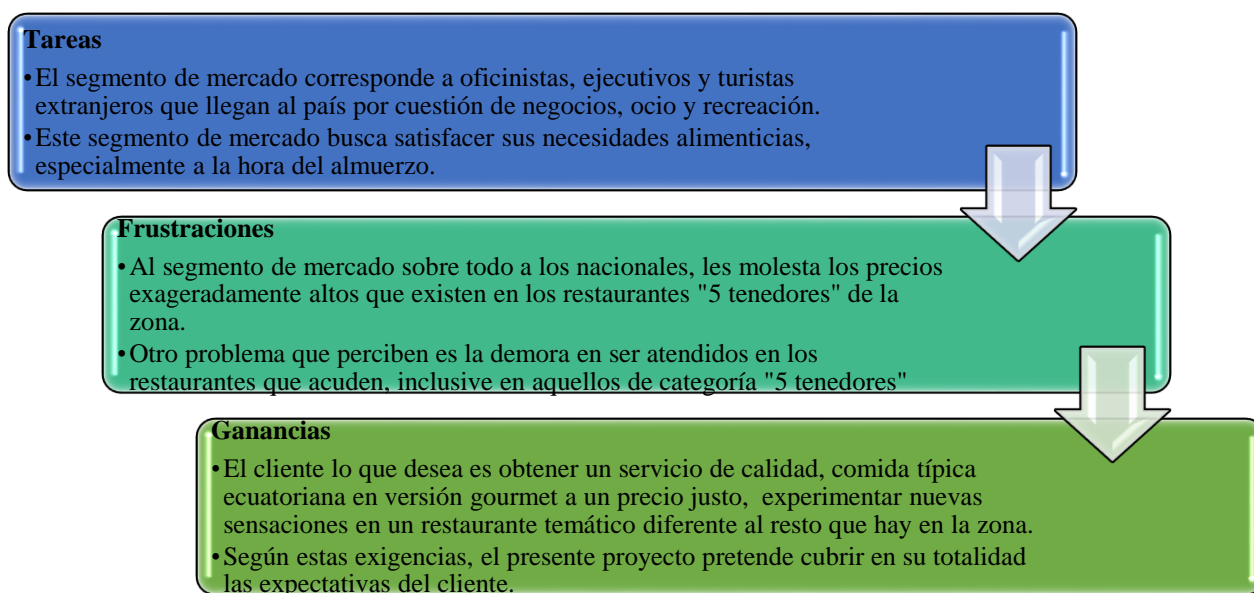 Tareas
•El segmento de mercado corresponde a oficinistas, ejecutivos y turistas
extranjeros que llegan al país por cuestión de negocios, ocio y recreación.
•Este segmento de mercado busca satisfacer sus necesidades alimenticias,
especialmente a la hora del almuerzo.
Frustraciones
•Al segmento de mercado sobre todo a los nacionales, les molesta los precios
exageradamente altos que existen en los restaurantes "5 tenedores" de la
zona.
•Otro problema que perciben es la demora en ser atendidos en los
restaurantes que acuden, inclusive en aquellos de categoría "5 tenedores"
Ganancias
•El cliente lo que desea es obtener un servicio de calidad, comida típica
ecuatoriana en versión gourmet a un precio justo, experimentar nuevas
sensaciones en un restaurante temático diferente al resto que hay en la zona.
•Según estas exigencias, el presente proyecto pretende cubrir en su totalidad
las expectativas del cliente.